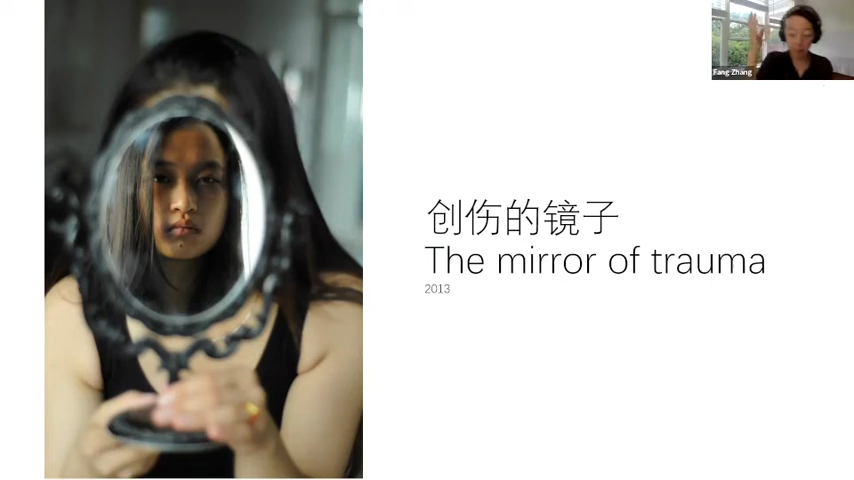 Fang Zhang
创伤的镜子
The mirror of trauma
2013